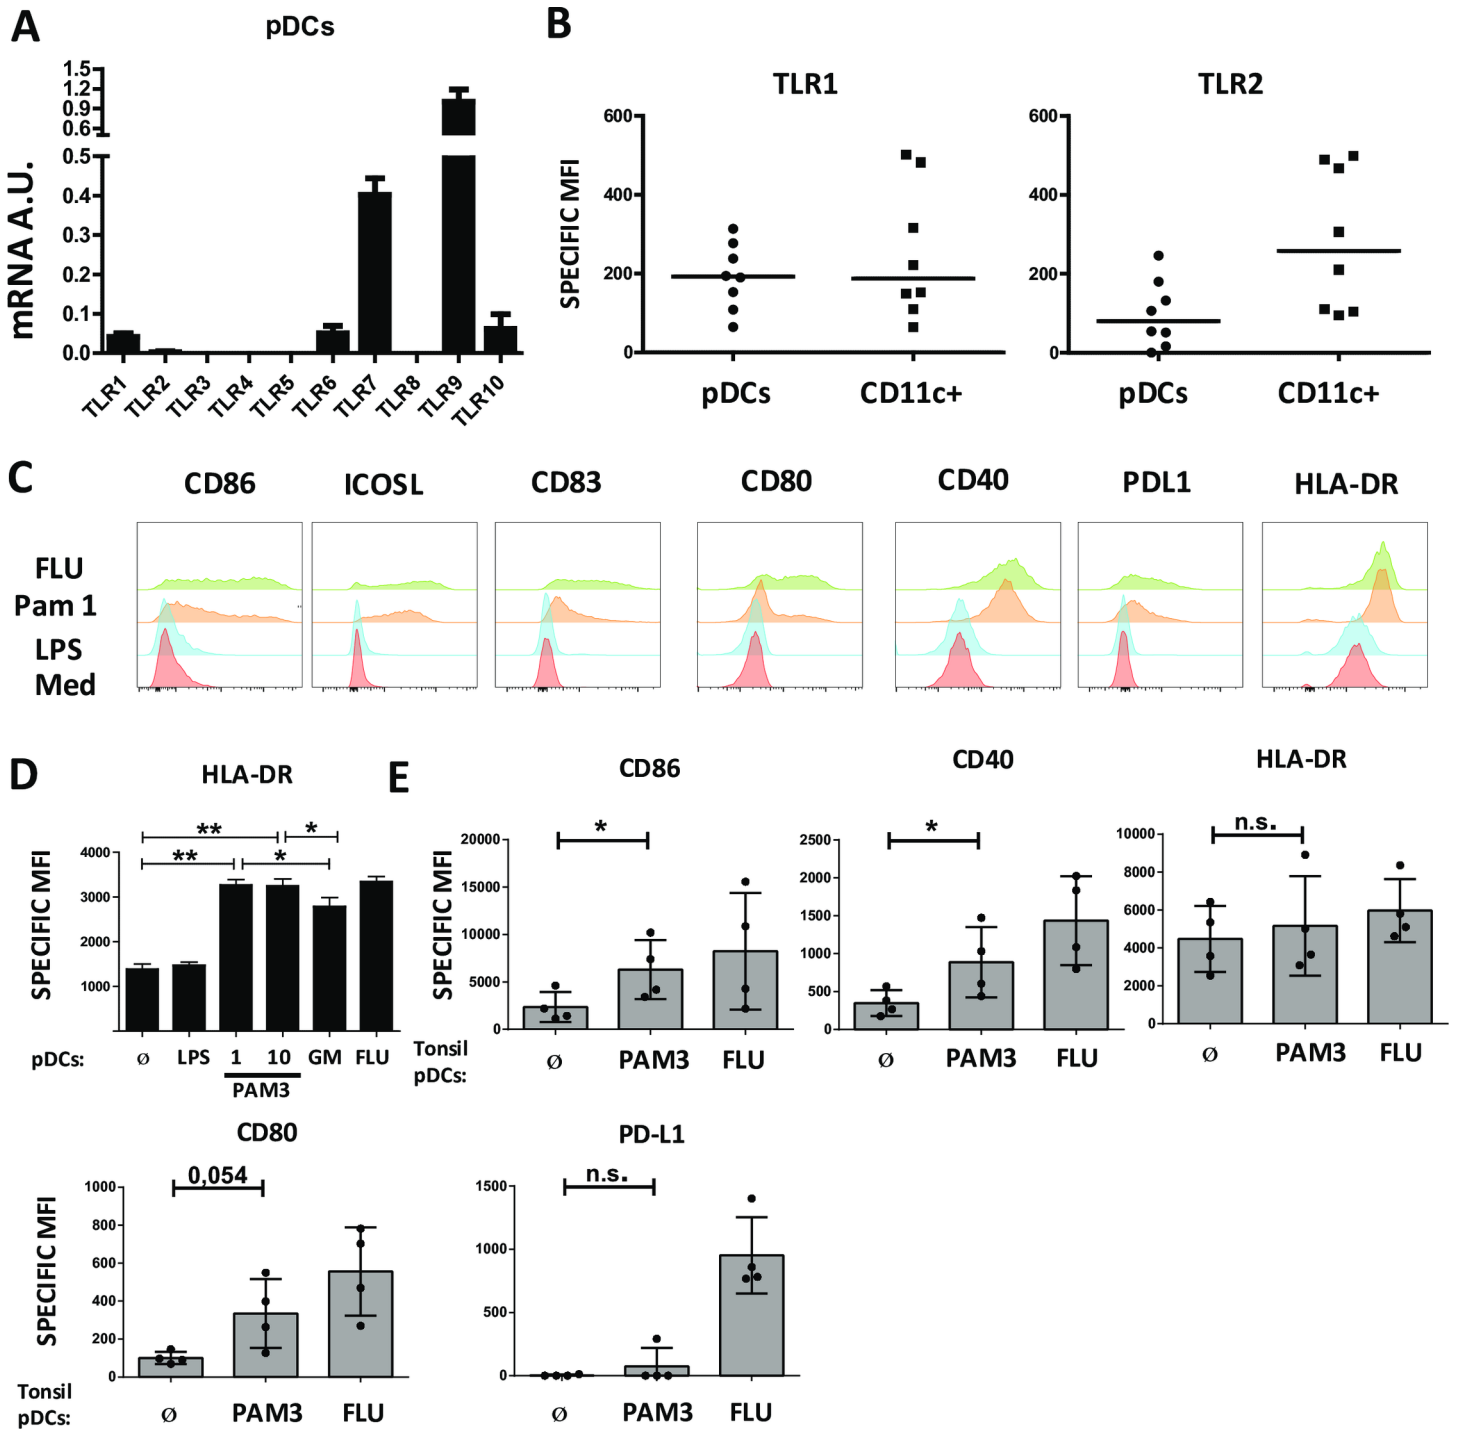 A
pDCs
mRNA A.U.
1.5
1.2
0.9
0.6
0.5
0.4
0.3
0.2
0.1
0.0
TLR1 TLR2 TLR3 TLR4 TLR5 TLR6 TLR7 TLR8 TLR9 TLR10
B
TLR1
SPECIFIC MFI
600
400
200
0
pDCs CD11c+
TLR2
600
400
200
0
pDCs CD11c+
C
CD86 ICOSL CD83 CD80 CD40 PDL1 HLA-DR
FLU
Pam 1
LPS
Med
D
HLA-DR
** *
** *
SPECIFIC MFI
4000
3000
2000
1000
pDCs: ø LPS 1 10 GM FLU
PAM3
E
CD86
*
SPECIFIC MFI
20000
15000
10000
5000
0
Tonsil
pDCs:
ø PAM3 FLU
CD40
*
2500
2000
1500
1000
500
0
ø PAM3 FLU
HLA-DR
n.s.
10000
8000
6000
4000
2000
0
ø PAM3 FLU
CD80
0,054
SPECIFIC MFI
1000
800
600
400
200
0
Tonsil
pDCs:
ø PAM3 FLU
PD-L1
n.s.
1500
1000
500
0
ø PAM3 FLU